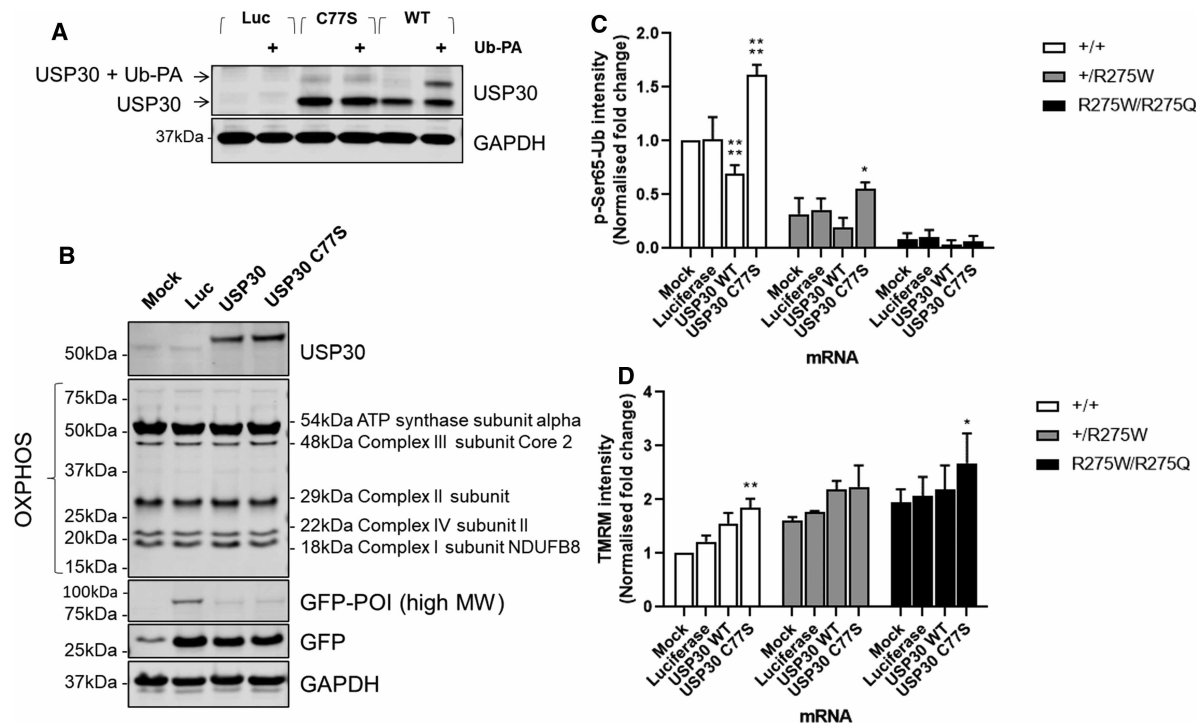 A
Luc C77S WT
+ + + Ub-PA
USP30 + Ub-PA
USP30
USP30
37kDa
GAPDH
B
Mock Luc USP30 USP30 C77S
50kDa
USP30
OXPHOS
75kDa
50kDa
37kDa
25kDa
20kDa
15kDa
54kDa ATP synthase subunit alpha
48kDa Complex III subunit Core 2
29kDa Complex II subunit
22kDa Complex IV subunit II
18kDa Complex I subunit NDUFB8
100kDa
75kDa
GFP-POI (high MW)
25kDa
GFP
37kDa
GAPDH
C
p-Ser65-Ub intensity
(Normalised fold change)
2.0
1.5
1.0
0.5
0.0
**
**
**
**
*
Mock Luciferase USP30 WT USP30 C77S Mock Luciferase USP30 WT USP30 C77S Mock Luciferase USP30 WT USP30 C77S
mRNA
+/+
+/R275W
R275W/R275Q
D
TMRM intensity
(Normalised fold change)
4
3
2
1
0
**
*
Mock Luciferase USP30 WT USP30 C77S Mock Luciferase USP30 WT USP30 C77S Mock Luciferase USP30 WT USP30 C77S
mRNA
+/+
+/R275W
R275W/R275Q